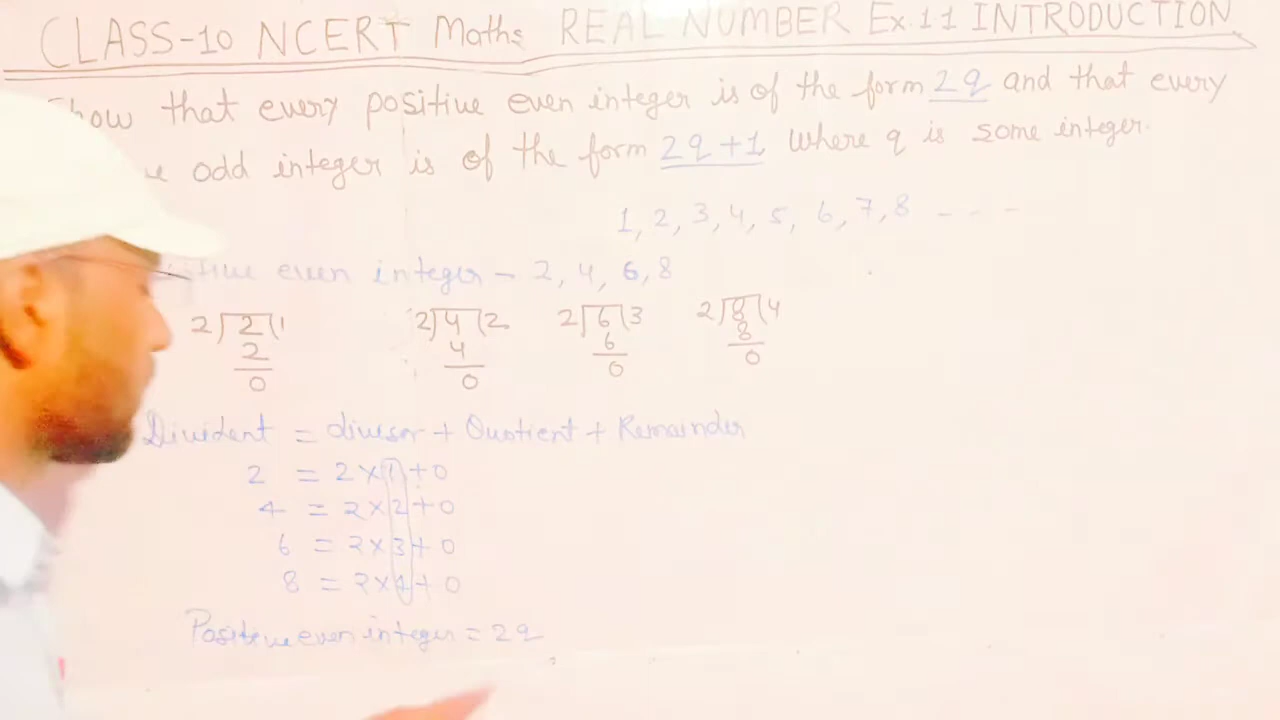 CLASS-10 NCERT Maths REAL NUMBER Ex.1.1 INTRODUCTION
how that every positive even integer is of the form 2q and that every
odd integer is of the form 2q+1 where q is some integer.
1, 2, 3, 4, 5, 6, 7, 8 - - -
tive even integer - 2, 4, 6, 8
2)2(1 2)4(2 2)6(3 2)8(4
2 4 6 8
0 0 0 0
Divident = divisor + Quotient + Remainder
2 = 2×1+0
4 = 2×2+0
6 = 2×3+0
8 = 2×4+0
Positive even integer = 2q